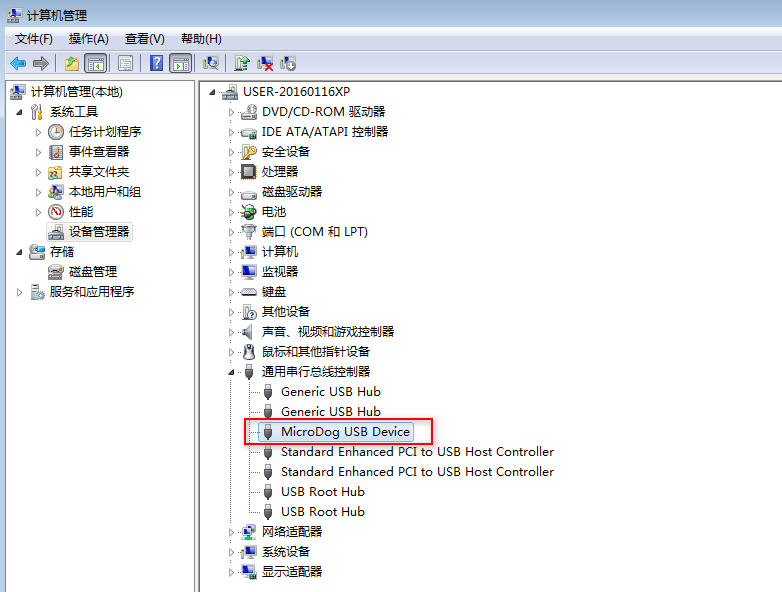 计算机管理
文件(F) 操作(A) 查看(V) 帮助(H)
计算机管理(本地)
系统工具
任务计划程序
事件查看器
共享文件夹
本地用户和组
性能
设备管理器
存储
磁盘管理
服务和应用程序
USER-20160116XP
DVD/CD-ROM 驱动器
IDE ATA/ATAPI 控制器
安全设备
处理器
磁盘驱动器
电池
端口 (COM 和 LPT)
计算机
监视器
键盘
其他设备
声音、视频和游戏控制器
鼠标和其他指针设备
通用串行总线控制器
Generic USB Hub
Generic USB Hub
MicroDog USB Device
Standard Enhanced PCI to USB Host Controller
Standard Enhanced PCI to USB Host Controller
USB Root Hub
USB Root Hub
网络适配器
系统设备
显示适配器